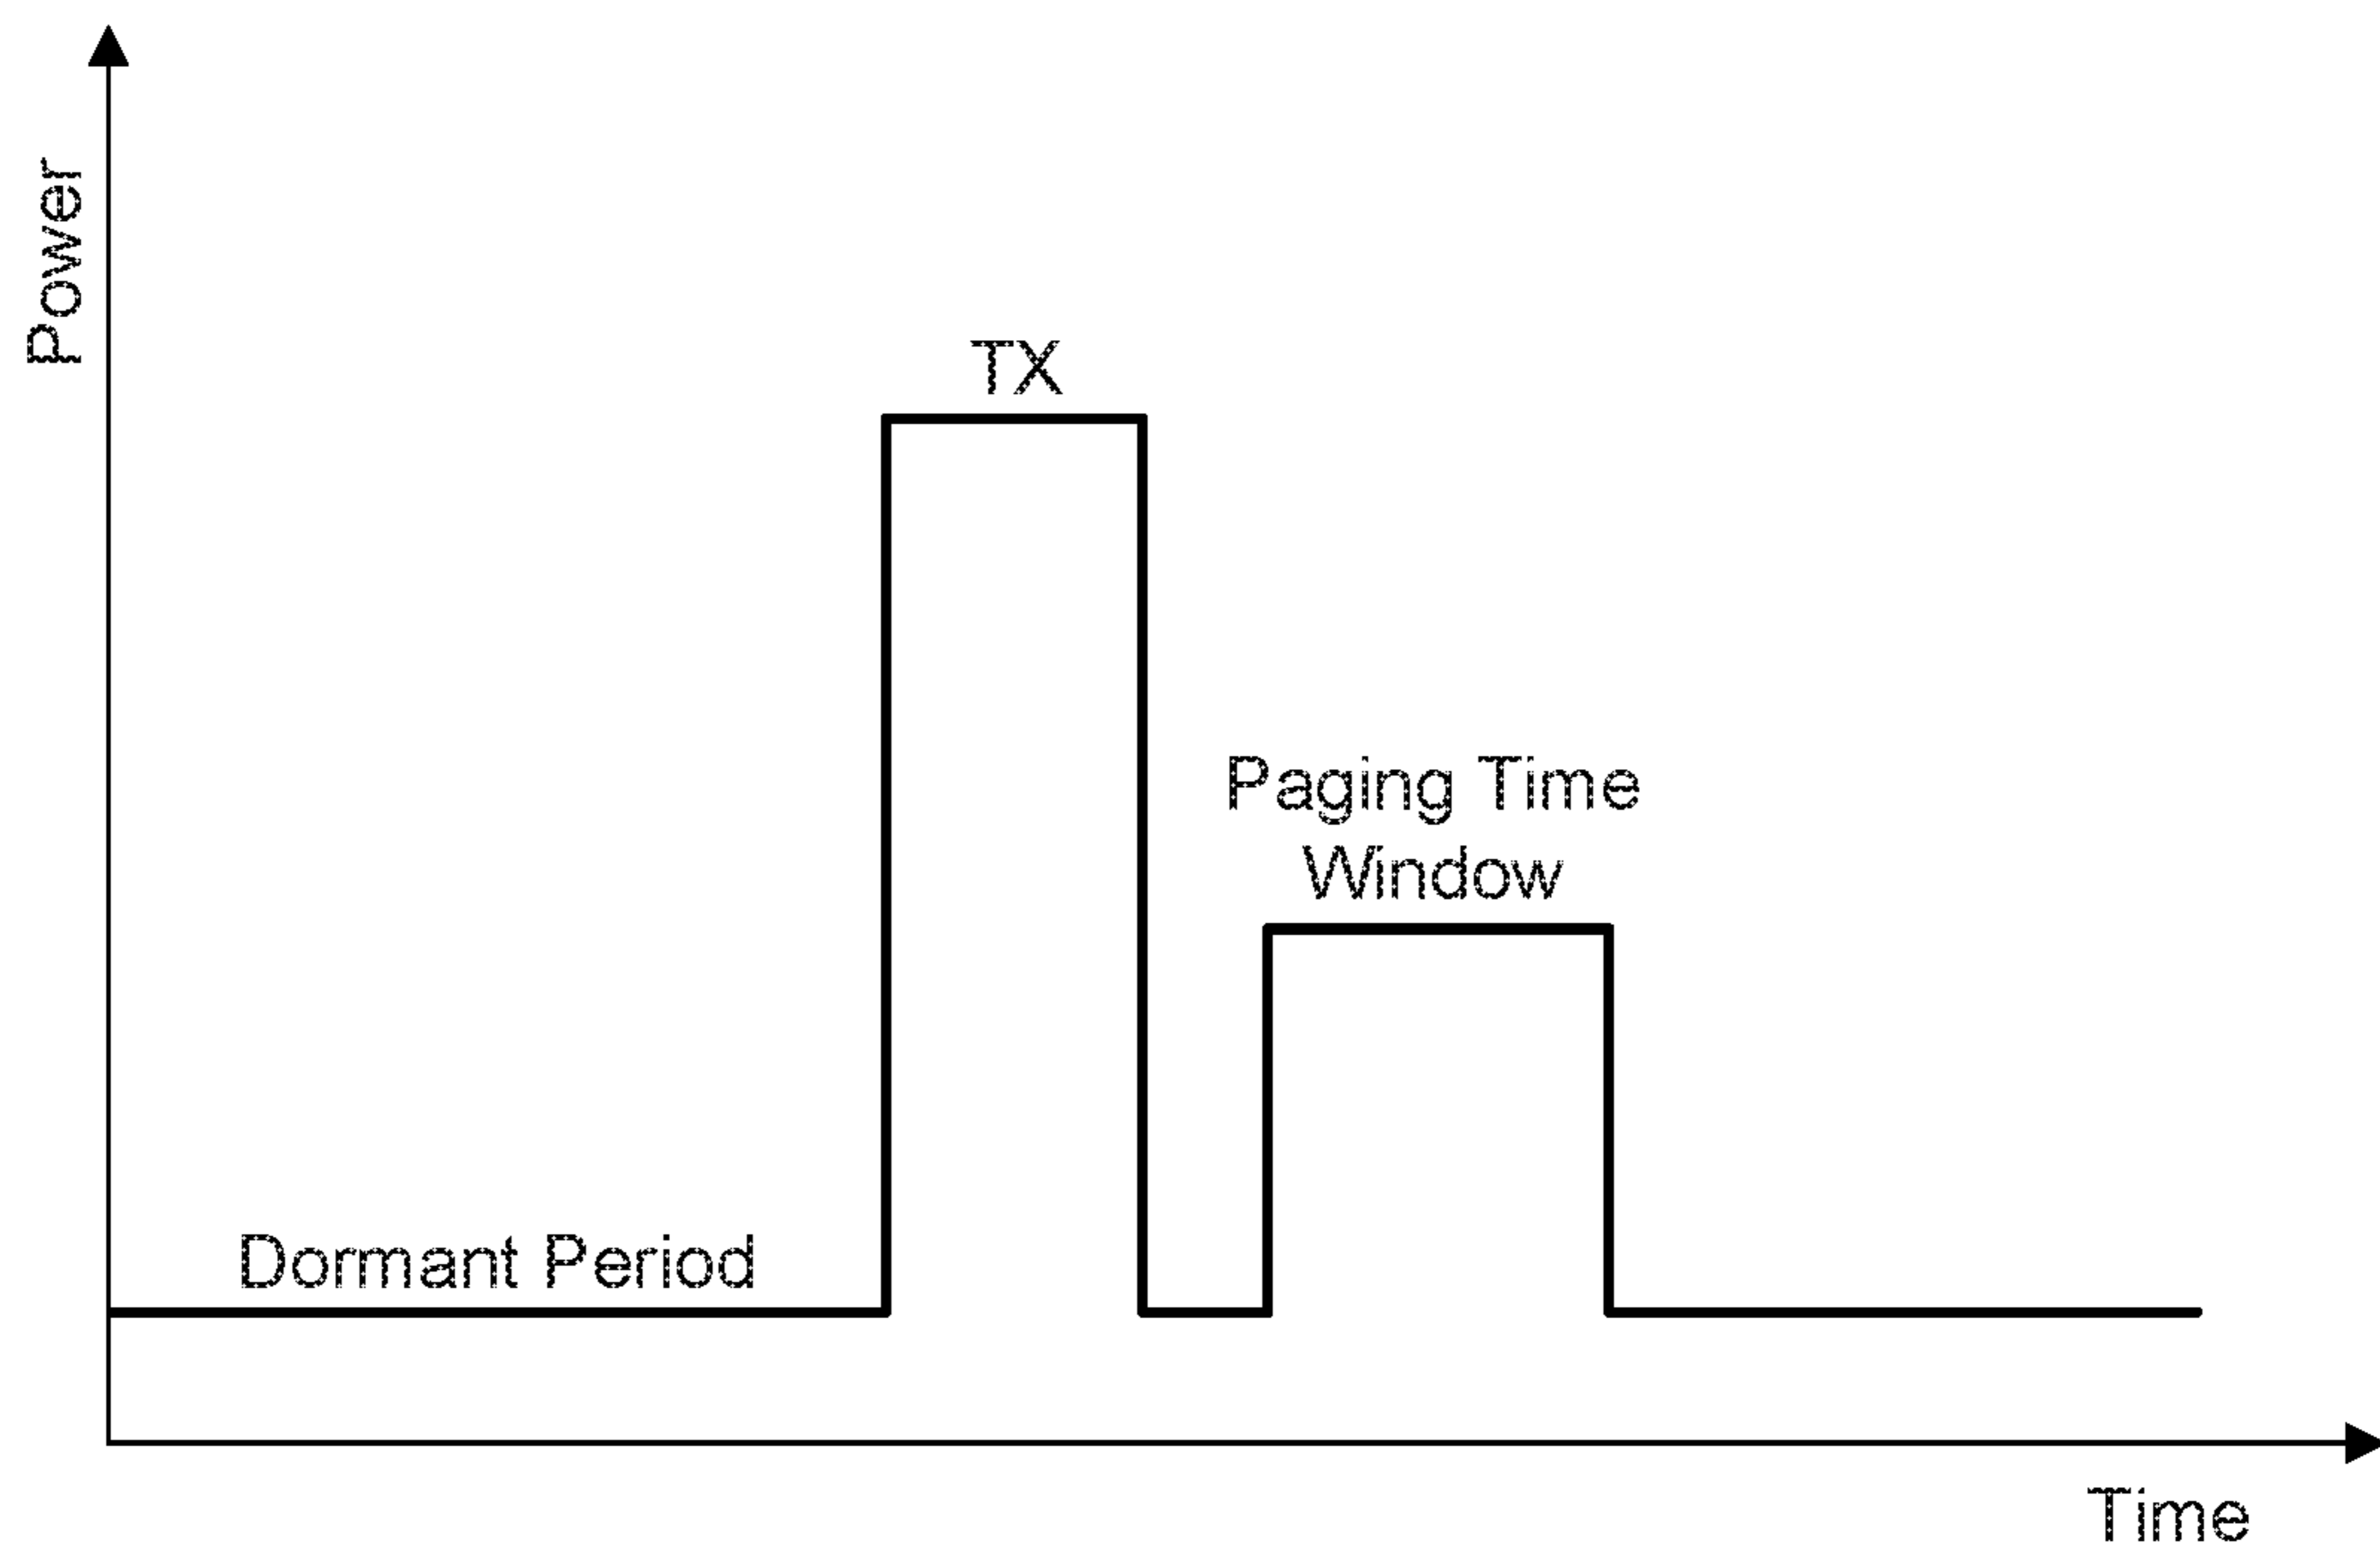 Power
TX
Paging Time
Window
Dormant Period
Time